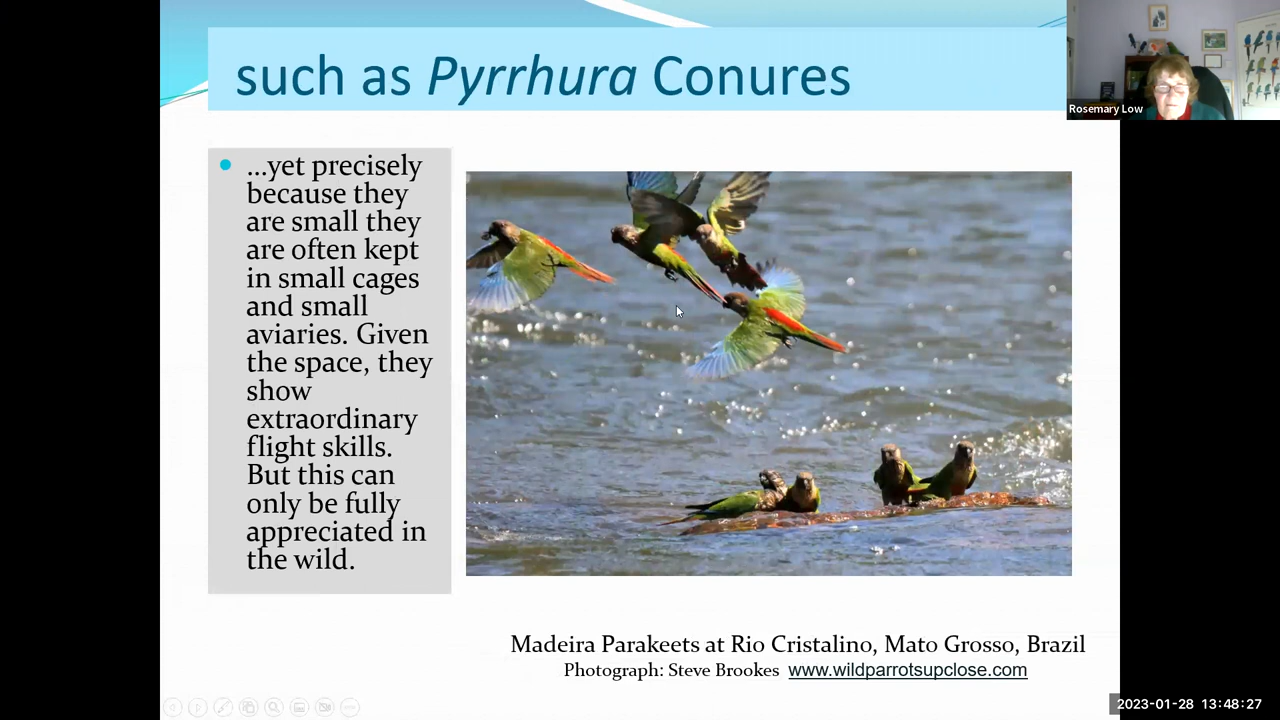 such as Pyrrhura Conures
Rosemary Low
...yet precisely
because they
are small they
are often kept
in small cages
and small
aviaries. Given
the space, they
show
extraordinary
flight skills.
But this can
only be fully
appreciated in
the wild.
Madeira Parakeets at Rio Cristalino, Mato Grosso, Brazil
Photograph: Steve Brookes www.wildparrotsupclose.com
2023-01-28 13:48:27